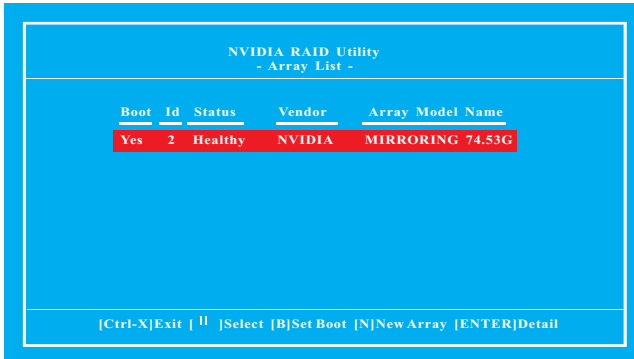 NVIDIA RAID Utility
- Array List -
Boot Id Status Vendor Array Model Name
Yes 2 Healthy NVIDIA MIRRORING 74.53G
[Ctrl-X]Exit [ ]Select [B]Set Boot [N]New Array [ENTER]Detail